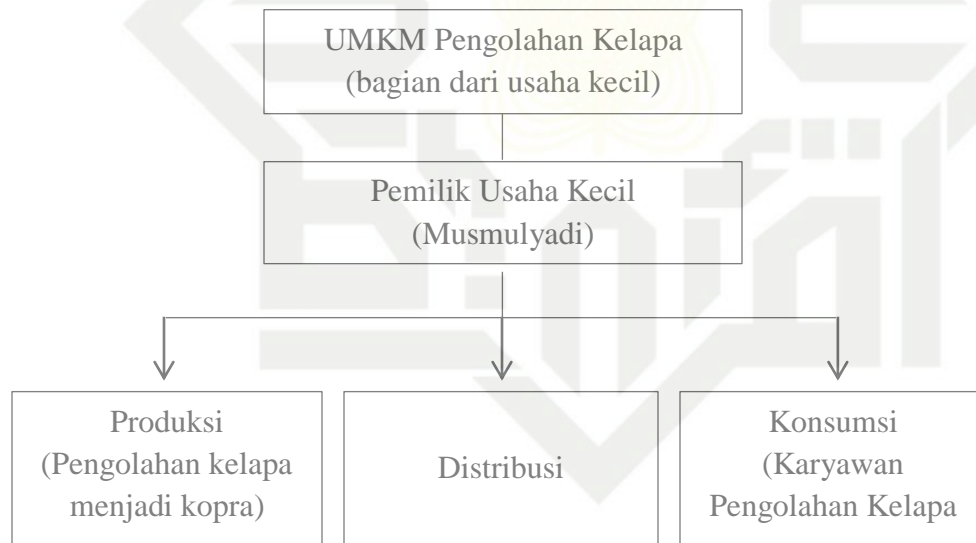 UMKM Pengolahan Kelapa
(bagian dari usaha kecil)
Pemilik Usaha Kecil
(Musmulyadi)
Produksi
(Pengolahan kelapa
menjadi kopra)
Distribusi
Konsumsi
(Karyawan
Pengolahan Kelapa